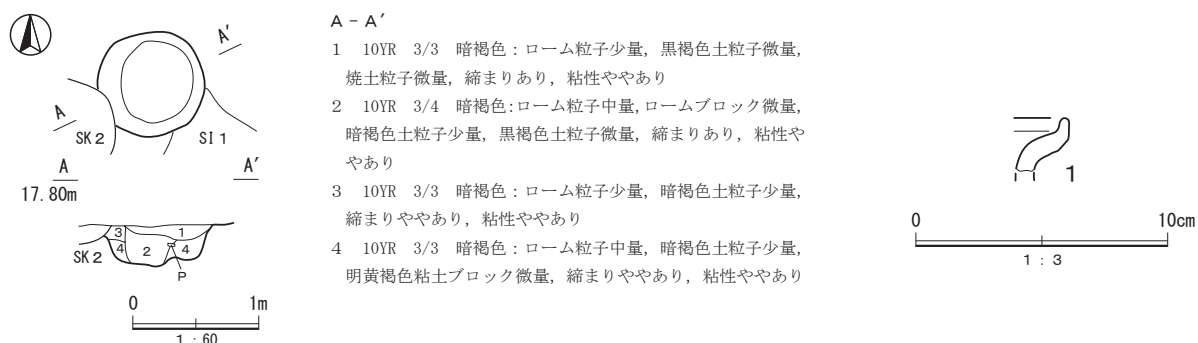 A′
A
SK2
SI1
A
A′
17.80m
3
1
4
2
4
SK2
P
0
1m
1 : 60
A－A′
1　10YR　3/3　暗褐色：ローム粒子少量，黒褐色土粒子微量，
焼土粒子微量，締まりあり，粘性ややあり
2　10YR　3/4　暗褐色：ローム粒子中量，ロームブロック微量，
暗褐色土粒子少量，黒褐色土粒子微量，締まりあり，粘性や
やあり
3　10YR　3/3　暗褐色：ローム粒子少量，暗褐色土粒子少量，
締まりややあり，粘性ややあり
4　10YR　3/3　暗褐色：ローム粒子中量，暗褐色土粒子少量，
明黄褐色粘土ブロック微量，締まりややあり，粘性ややあり
1
0
10cm
1 : 3